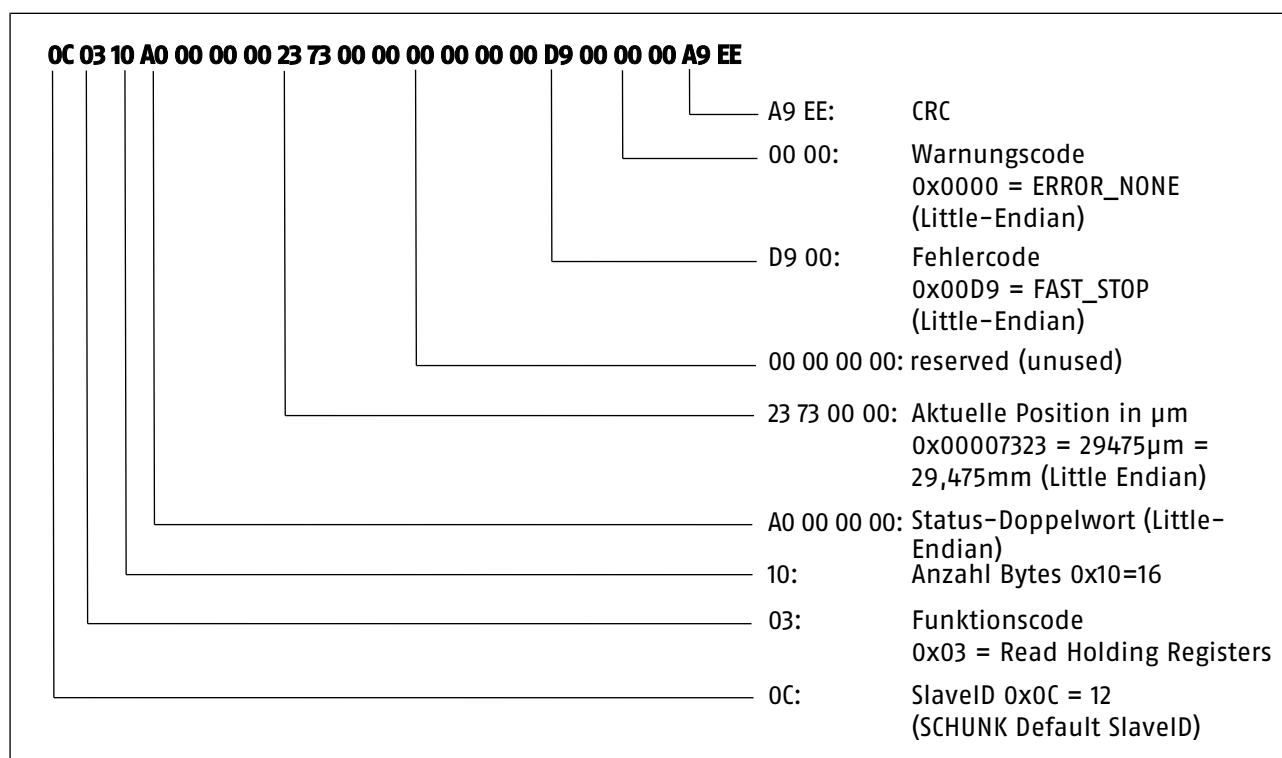 0C 03 10 A0 00 00 00 23 73 00 00 00 00 00 00 D9 00 00 00 A9 EE
A9 EE: CRC
00 00: Warnungscode
0x0000 = ERROR_NONE
(Little-Endian)
D9 00: Fehlercode
0x00D9 = FAST_STOP
(Little-Endian)
00 00 00 00: reserved (unused)
23 73 00 00: Aktuelle Position in µm
0x00007323 = 29475µm =
29,475mm (Little Endian)
A0 00 00 00: Status-Doppelwort (Little-
Endian)
10: Anzahl Bytes 0x10=16
03: Funktionscode
0x03 = Read Holding Registers
0C: SlaveID 0x0C = 12
(SCHUNK Default SlaveID)